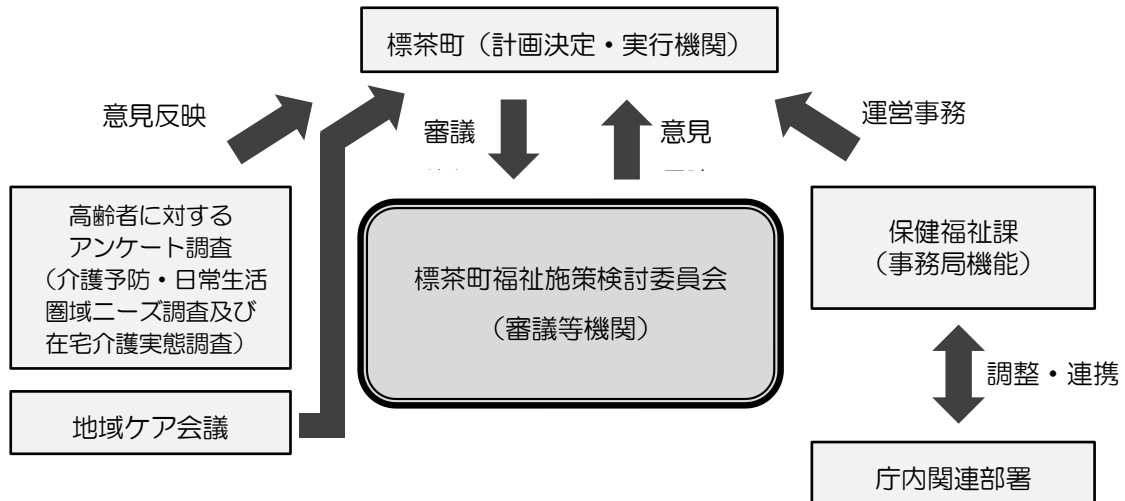 標茶町（計画決定・実行機関）
意見反映
審議
意見
運営事務
高齢者に対する
アンケート調査
（介護予防・日常生活
圏域ニーズ調査及び
在宅介護実態調査）
標茶町福祉施策検討委員会
（審議等機関）
保健福祉課
（事務局機能）
調整・連携
地域ケア会議
庁内関連部署